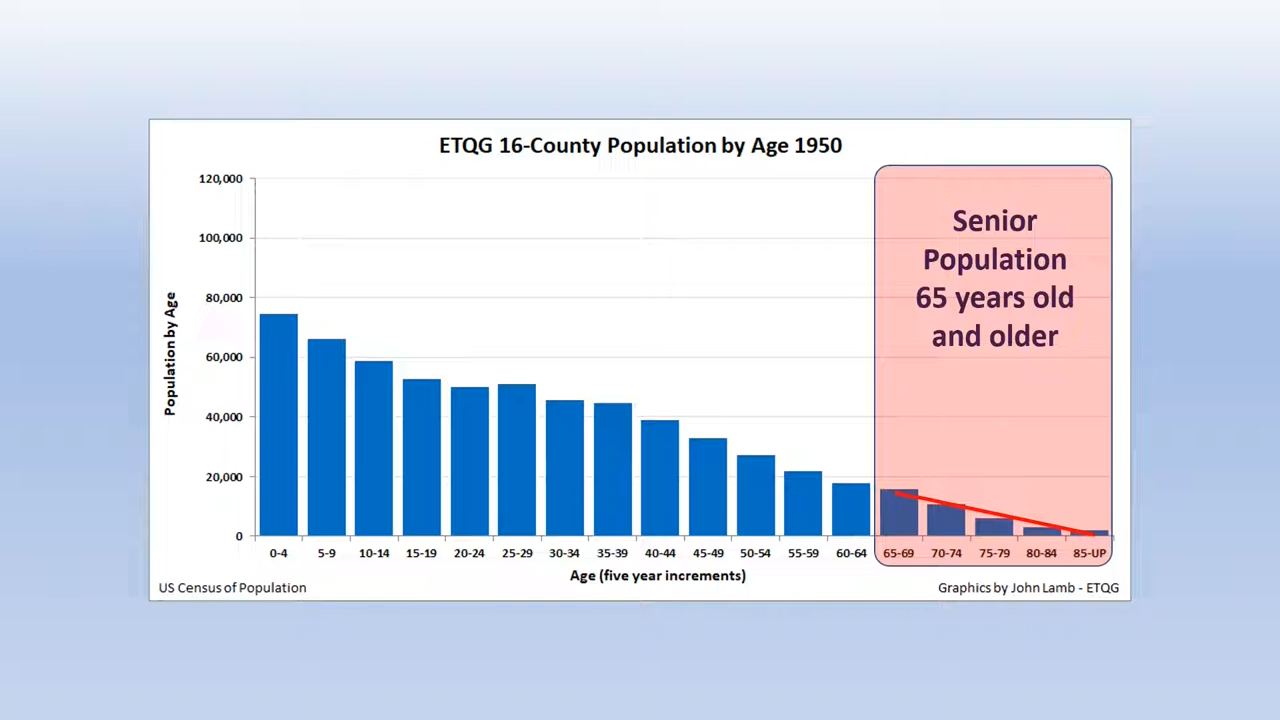 ETQG 16-County Population by Age 1950
120,000
100,000
80,000
60,000
40,000
20,000
0
Population by Age
Senior
Population
65 years old
and older
0-4 5-9 10-14 15-19 20-24 25-29 30-34 35-39 40-44 45-49 50-54 55-59 60-64 65-69 70-74 75-79 80-84 85-UP
Age (five year increments)
US Census of Population
Graphics by John Lamb - ETQG